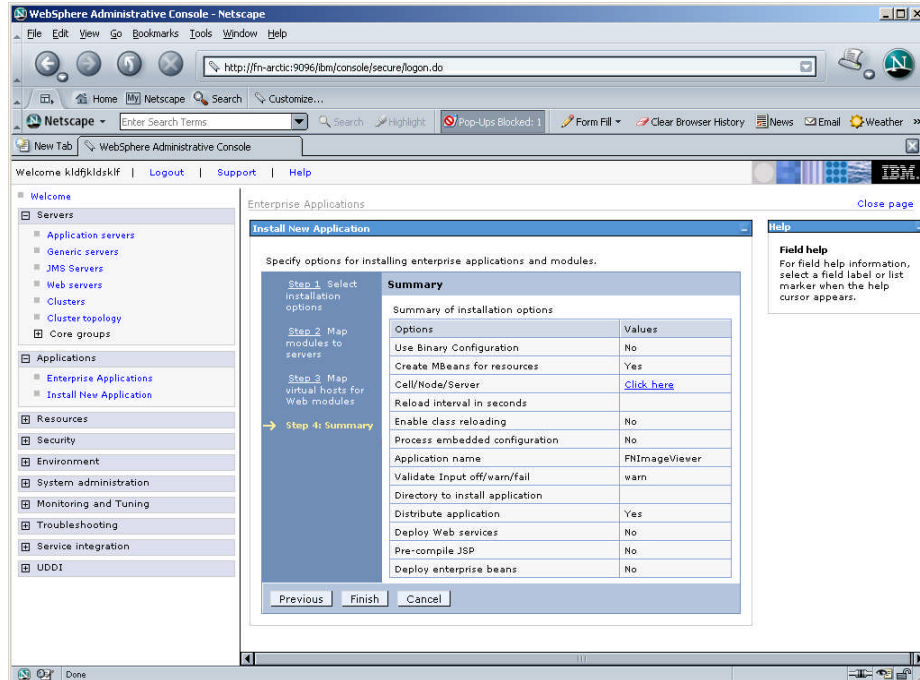 WebSphere Administrative Console - Netscape
File Edit View Go Bookmarks Tools Window Help
http://fn-arctic:9096/ibm/console/secure/logon.do
Home My Netscape Search Customize...
Netscape Enter Search Terms Search Highlight Pop-Ups Blocked: 1 Form Fill Clear Browser History News Email Weather »
New Tab WebSphere Administrative Console
Welcome kldfjkldsklf | Logout | Support | Help IBM.
Welcome
Servers
Application servers
Generic servers
JMS Servers
Web servers
Clusters
Cluster topology
Core groups
Applications
Enterprise Applications
Install New Application
Resources
Security
Environment
System administration
Monitoring and Tuning
Troubleshooting
Service integration
UDDI
Enterprise Applications Close page
Install New Application
Specify options for installing enterprise applications and modules.
Step 1 Select
installation
options
Step 2 Map
modules to
servers
Step 3 Map
virtual hosts for
Web modules
Step 4: Summary
Summary
Summary of installation options
Options Values
Use Binary Configuration No
Create MBeans for resources Yes
Cell/Node/Server Click here
Reload interval in seconds
Enable class reloading No
Process embedded configuration No
Application name FNImageViewer
Validate Input off/warn/fail warn
Directory to install application
Distribute application Yes
Deploy Web services No
Pre-compile JSP No
Deploy enterprise beans No
Previous Finish Cancel
Help
Field help
For field help information,
select a field label or list
marker when the help
cursor appears.
Done